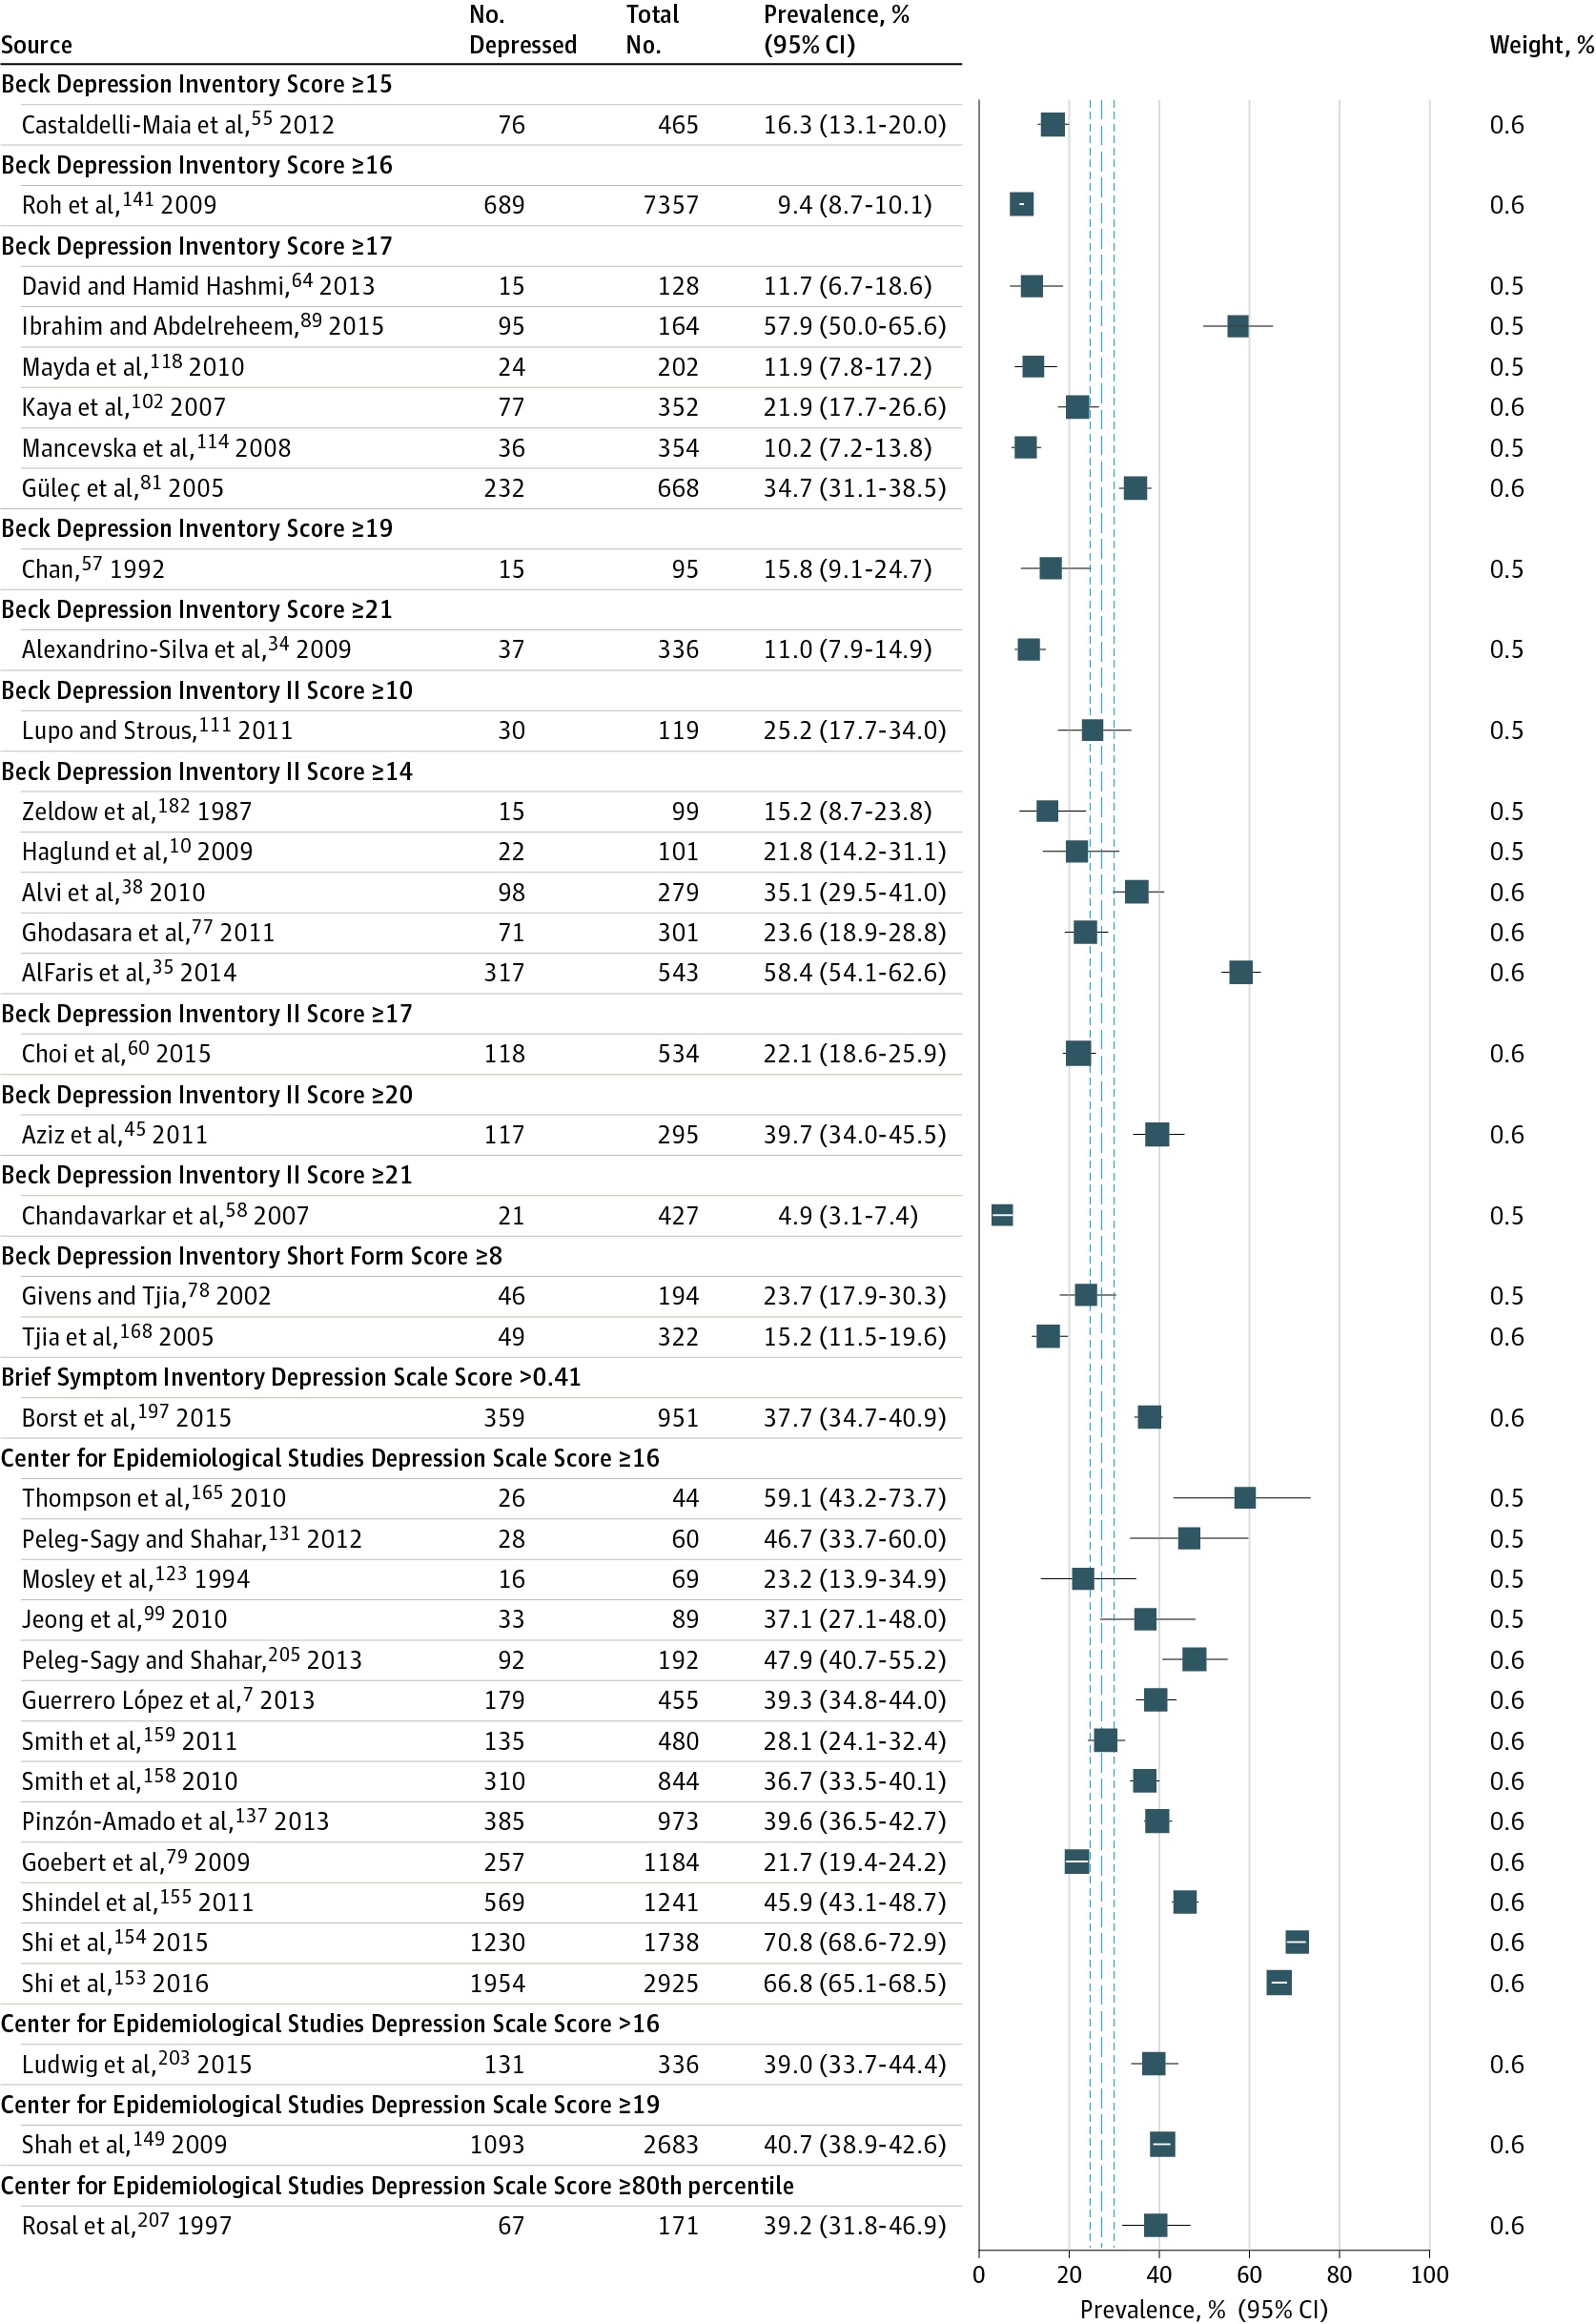 Source No. Depressed Total No. Prevalence, % (95% CI) Weight, %
Beck Depression Inventory Score ≥15
Castaldelli-Maia et al,55 2012 76 465 16.3 (13.1-20.0) 0.6
Beck Depression Inventory Score ≥16
Roh et al,141 2009 689 7357 9.4 (8.7-10.1) 0.6
Beck Depression Inventory Score ≥17
David and Hamid Hashmi,64 2013 15 128 11.7 (6.7-18.6) 0.5
Ibrahim and Abdelreheem,89 2015 95 164 57.9 (50.0-65.6) 0.5
Mayda et al,118 2010 24 202 11.9 (7.8-17.2) 0.5
Kaya et al,102 2007 77 352 21.9 (17.7-26.6) 0.6
Mancevska et al,114 2008 36 354 10.2 (7.2-13.8) 0.5
Güleç et al,81 2005 232 668 34.7 (31.1-38.5) 0.6
Beck Depression Inventory Score ≥19
Chan,57 1992 15 95 15.8 (9.1-24.7) 0.5
Beck Depression Inventory Score ≥21
Alexandrino-Silva et al,34 2009 37 336 11.0 (7.9-14.9) 0.5
Beck Depression Inventory II Score ≥10
Lupo and Strous,111 2011 30 119 25.2 (17.7-34.0) 0.5
Beck Depression Inventory II Score ≥14
Zeldow et al,182 1987 15 99 15.2 (8.7-23.8) 0.5
Haglund et al,10 2009 22 101 21.8 (14.2-31.1) 0.5
Alvi et al,38 2010 98 279 35.1 (29.5-41.0) 0.6
Ghodasara et al,77 2011 71 301 23.6 (18.9-28.8) 0.6
AlFaris et al,35 2014 317 543 58.4 (54.1-62.6) 0.6
Beck Depression Inventory II Score ≥17
Choi et al,60 2015 118 534 22.1 (18.6-25.9) 0.6
Beck Depression Inventory II Score ≥20
Aziz et al,45 2011 117 295 39.7 (34.0-45.5) 0.6
Beck Depression Inventory II Score ≥21
Chandavarkar et al,58 2007 21 427 4.9 (3.1-7.4) 0.5
Beck Depression Inventory Short Form Score ≥8
Givens and Tjia,78 2002 46 194 23.7 (17.9-30.3) 0.5
Tjia et al,168 2005 49 322 15.2 (11.5-19.6) 0.6
Brief Symptom Inventory Depression Scale Score >0.41
Borst et al,197 2015 359 951 37.7 (34.7-40.9) 0.6
Center for Epidemiological Studies Depression Scale Score ≥16
Thompson et al,165 2010 26 44 59.1 (43.2-73.7) 0.5
Peleg-Sagy and Shahar,131 2012 28 60 46.7 (33.7-60.0) 0.5
Mosley et al,123 1994 16 69 23.2 (13.9-34.9) 0.5
Jeong et al,99 2010 33 89 37.1 (27.1-48.0) 0.5
Peleg-Sagy and Shahar,205 2013 92 192 47.9 (40.7-55.2) 0.6
Guerrero López et al,7 2013 179 455 39.3 (34.8-44.0) 0.6
Smith et al,159 2011 135 480 28.1 (24.1-32.4) 0.6
Smith et al,158 2010 310 844 36.7 (33.5-40.1) 0.6
Pinzón-Amado et al,137 2013 385 973 39.6 (36.5-42.7) 0.6
Goebert et al,79 2009 257 1184 21.7 (19.4-24.2) 0.6
Shindel et al,155 2011 569 1241 45.9 (43.1-48.7) 0.6
Shi et al,154 2015 1230 1738 70.8 (68.6-72.9) 0.6
Shi et al,153 2016 1954 2925 66.8 (65.1-68.5) 0.6
Center for Epidemiological Studies Depression Scale Score >16
Ludwig et al,203 2015 131 336 39.0 (33.7-44.4) 0.6
Center for Epidemiological Studies Depression Scale Score ≥19
Shah et al,149 2009 1093 2683 40.7 (38.9-42.6) 0.6
Center for Epidemiological Studies Depression Scale Score ≥80th percentile
Rosal et al,207 1997 67 171 39.2 (31.8-46.9) 0.6
0 20 40 60 80 100
Prevalence, % (95% CI)